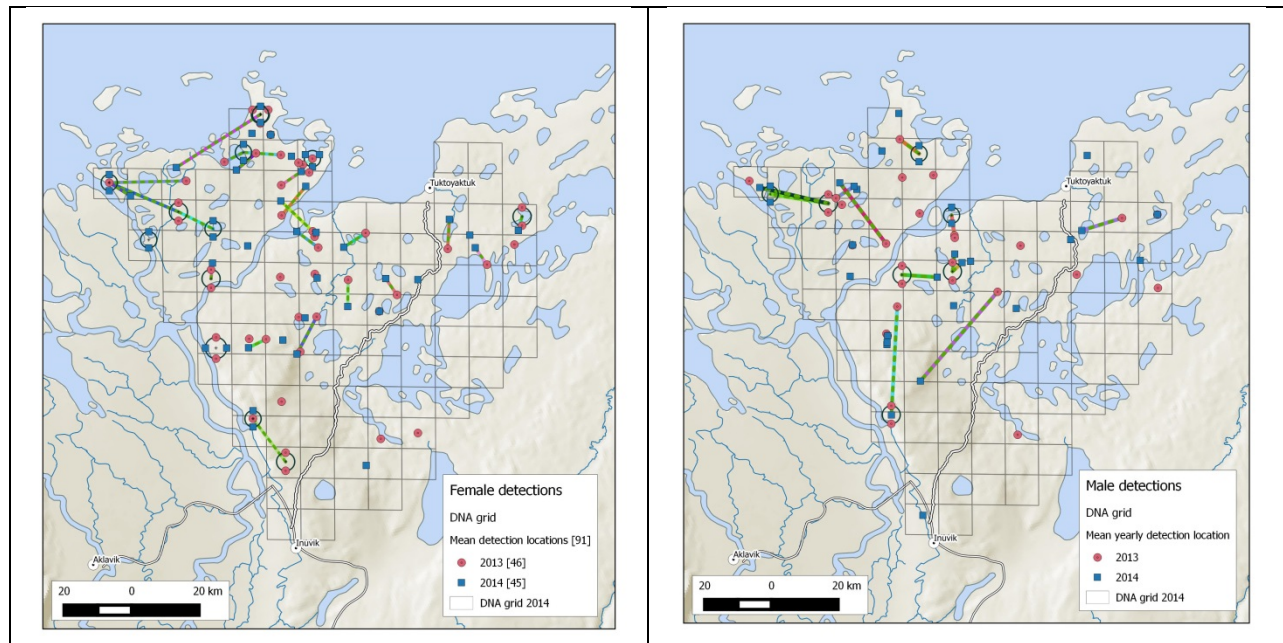 Tuktoyaktuk
Aklavik
Inuvik
20 0 20 km
Female detections
DNA grid
Mean detection locations [91]
2013 [46]
2014 [45]
DNA grid 2014
Tuktoyaktuk
Aklavik
Inuvik
20 0 20 km
Male detections
DNA grid
Mean yearly detection location
2013
2014
DNA grid 2014